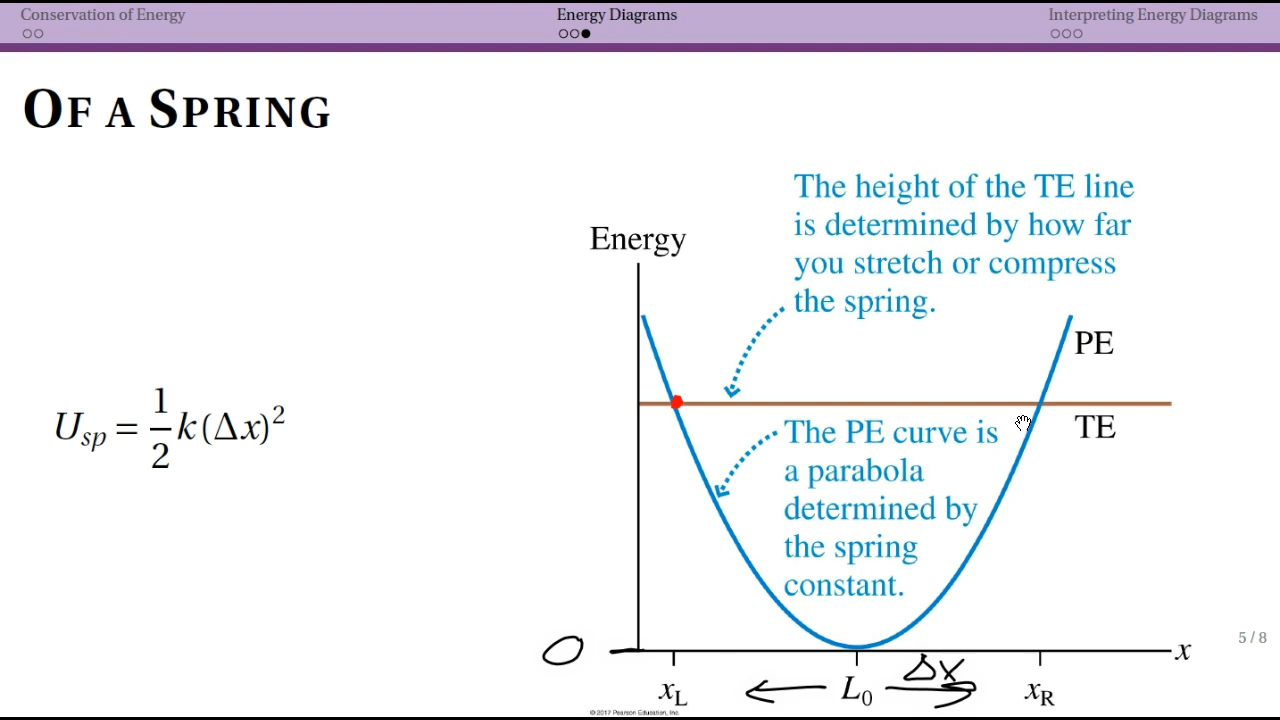 Conservation of Energy
Energy Diagrams
Interpreting Energy Diagrams
OF A SPRING
The height of the TE line
is determined by how far
you stretch or compress
the spring.
Energy
PE
TE
U_sp = 1/2 k(Δx)²
The PE curve is
a parabola
determined by
the spring
constant.
0
x
5 / 8
Δx
x_L
L_0
x_R
© 2017 Pearson Education, Inc.